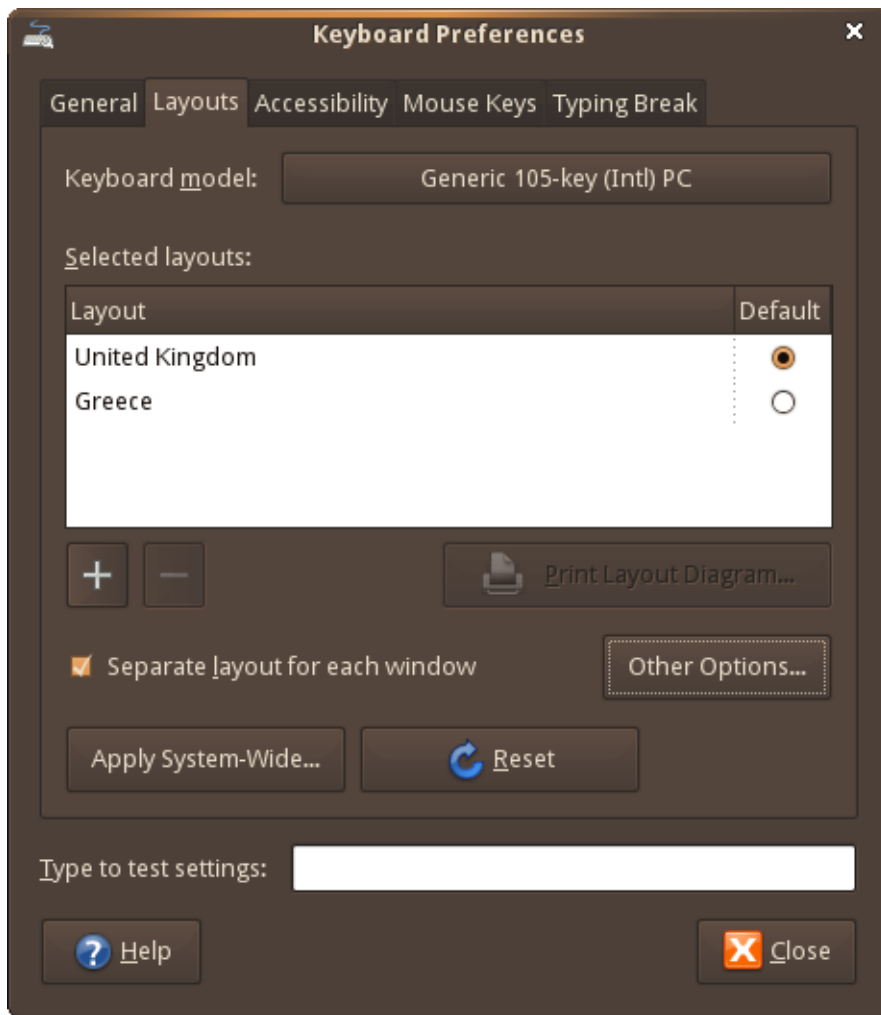 Keyboard Preferences
General Layouts Accessibility Mouse Keys Typing Break
Keyboard model: Generic 105-key (Intl) PC
Selected layouts:
Layout Default
United Kingdom
Greece
Print Layout Diagram...
Separate layout for each window Other Options...
Apply System-Wide... Reset
Type to test settings:
Help Close